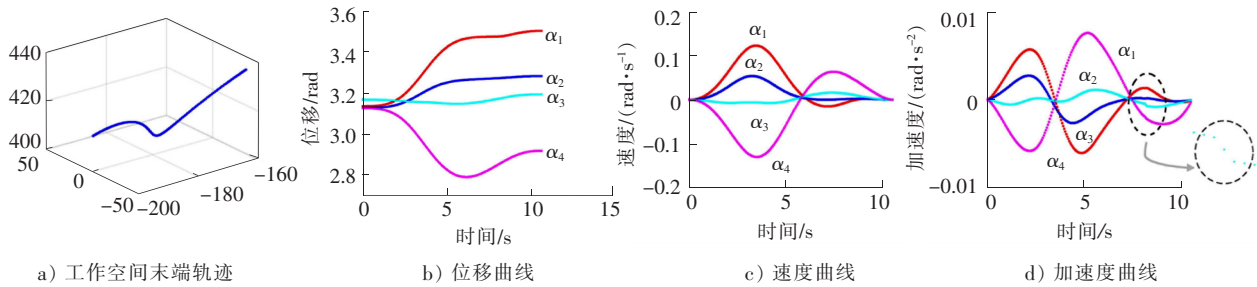 440
420
400
50
0
-50
-200
-180
-160
a) 工作空间末端轨迹
3.6
3.4
3.2
3.0
2.8
位移/rad
α1
α2
α3
α4
0
5
10
15
时间/s
b) 位移曲线
0.2
0.1
0
-0.1
-0.2
速度/(rad·s⁻¹)
α1
α2
α3
α4
0
5
10
时间/s
c) 速度曲线
0.01
0
-0.01
加速度/(rad·s⁻²)
α1
α2
α3
α4
0
5
10
时间/s
d) 加速度曲线